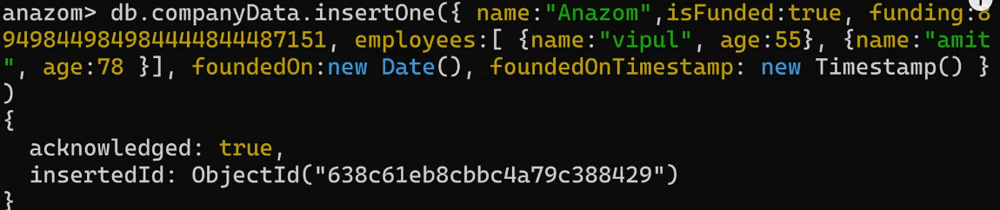 anazom> db.companyData.insertOne({ name:"Anazom",isFunded:true, funding:8
949844984984444844487151, employees:[ {name:"vipul", age:55}, {name:"amit
", age:78 }], foundedOn:new Date(), foundedOnTimestamp: new Timestamp() }
)
{
  acknowledged: true,
  insertedId: ObjectId("638c61eb8cbbc4a79c388429")
}